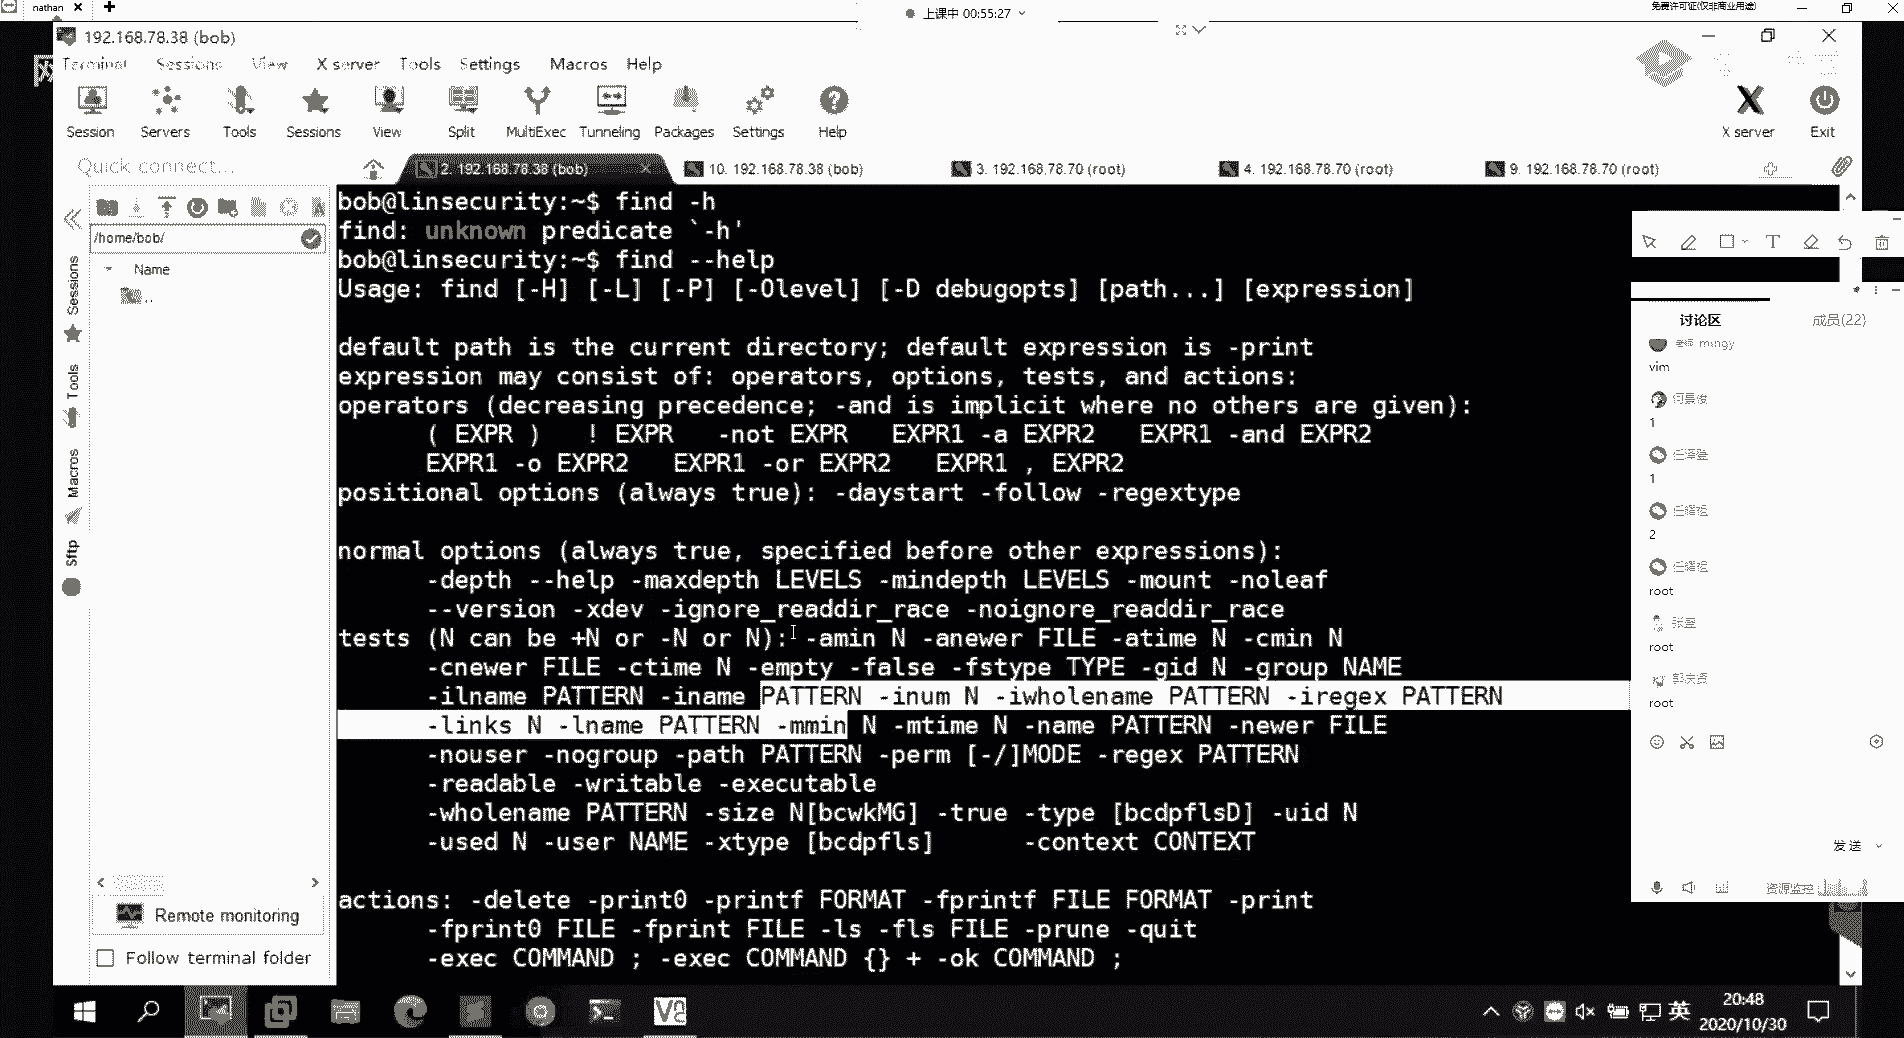 nathan
上课中 00:55:27
免费许可证(仅非商业用途)
192.168.78.38 (bob)
Terminal Sessions View X server Tools Settings Macros Help
Session Servers Tools Sessions View Split MultiExec Tunneling Packages Settings Help X server Exit
Quick connect...
2. 192.168.78.38 (bob)
10. 192.168.78.38 (bob)
3. 192.168.78.70 (root)
4. 192.168.78.70 (root)
9. 192.168.78.70 (root)
/home/bob/
Name
..
Sessions
Tools
Macros
Sftp
Remote monitoring
Follow terminal folder
bob@linsecurity:~$ find -h
find: unknown predicate `-h'
bob@linsecurity:~$ find --help
Usage: find [-H] [-L] [-P] [-Olevel] [-D debugopts] [path...] [expression]
default path is the current directory; default expression is -print
expression may consist of: operators, options, tests, and actions:
operators (decreasing precedence; -and is implicit where no others are given):
( EXPR ) ! EXPR -not EXPR EXPR1 -a EXPR2 EXPR1 -and EXPR2
EXPR1 -o EXPR2 EXPR1 -or EXPR2 EXPR1 , EXPR2
positional options (always true): -daystart -follow -regextype
normal options (always true, specified before other expressions):
-depth --help -maxdepth LEVELS -mindepth LEVELS -mount -noleaf
--version -xdev -ignore_readdir_race -noignore_readdir_race
tests (N can be +N or -N or N): -amin N -anewer FILE -atime N -cmin N
-cnewer FILE -ctime N -empty -false -fstype TYPE -gid N -group NAME
-ilname PATTERN -iname PATTERN -inum N -iwholename PATTERN -iregex PATTERN
-links N -lname PATTERN -mmin N -mtime N -name PATTERN -newer FILE
-nouser -nogroup -path PATTERN -perm [-/]MODE -regex PATTERN
-readable -writable -executable
-wholename PATTERN -size N[bcwkMG] -true -type [bcdpflsD] -uid N
-used N -user NAME -xtype [bcdpfls] -context CONTEXT
actions: -delete -print0 -printf FORMAT -fprintf FILE FORMAT -print
-fprint0 FILE -fprint FILE -ls -fls FILE -prune -quit
-exec COMMAND ; -exec COMMAND {} + -ok COMMAND ;
讨论区
成员(22)
老师 mingy
vim
1
1
2
root
root
root
发送
资源监控
英
20:48
2020/10/30